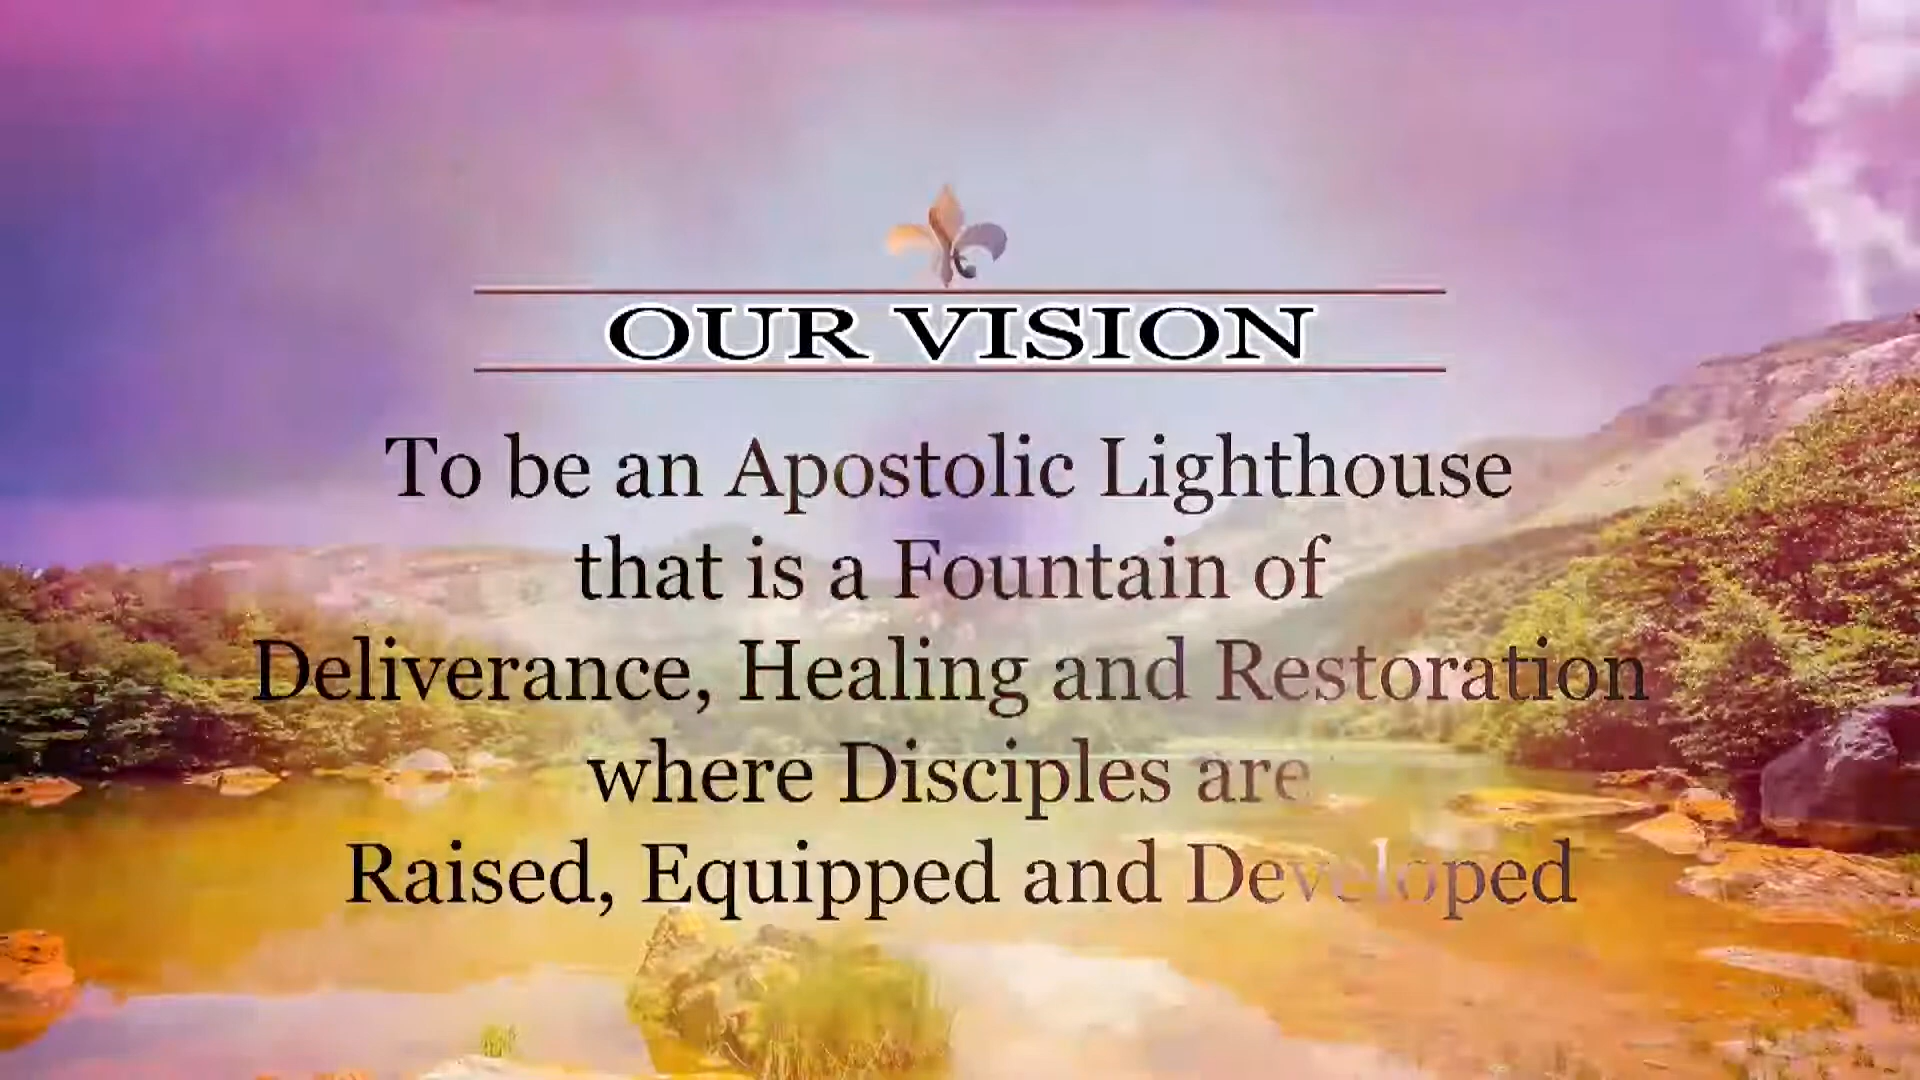 OUR VISION
To be an Apostolic Lighthouse
that is a Fountain of
Deliverance, Healing and Restoration
where Disciples are
Raised, Equipped and Developed